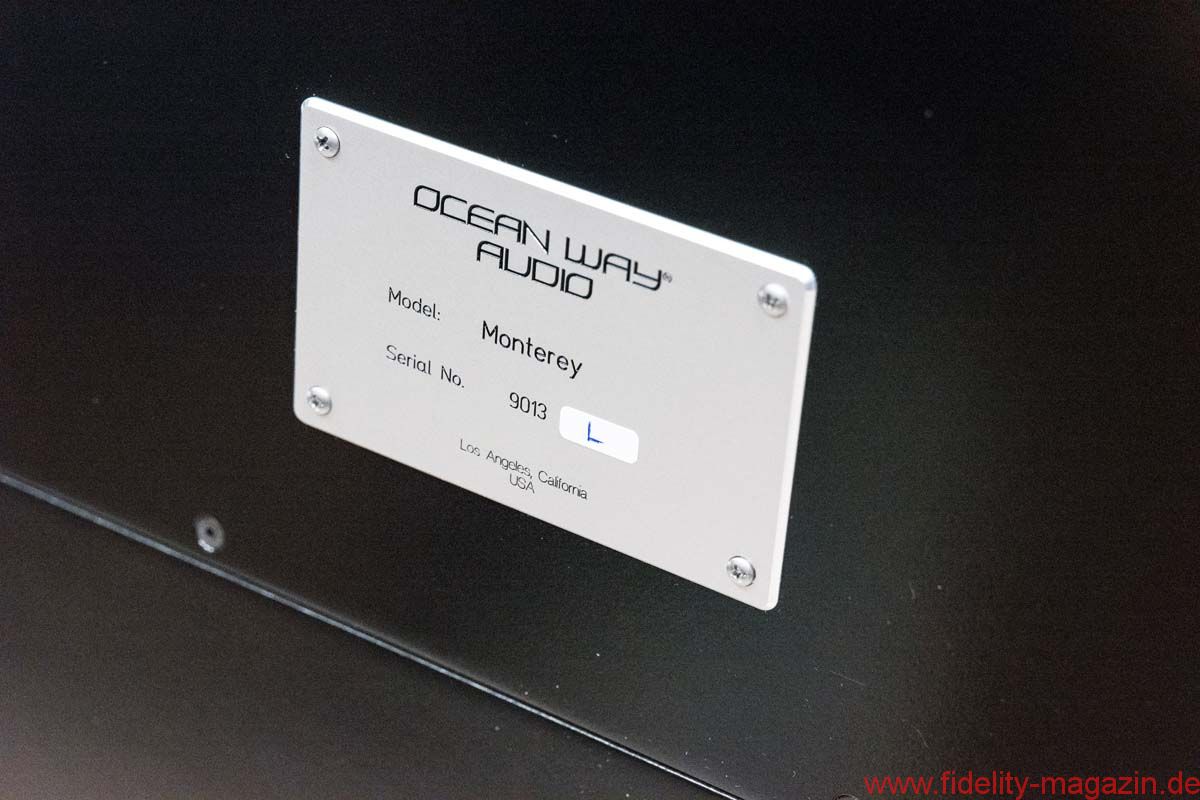 OCEAN WAY®
AUDIO
Model: Monterey
Serial No. 9013 L
Los Angeles, California
USA
www.fidelity-magazin.de